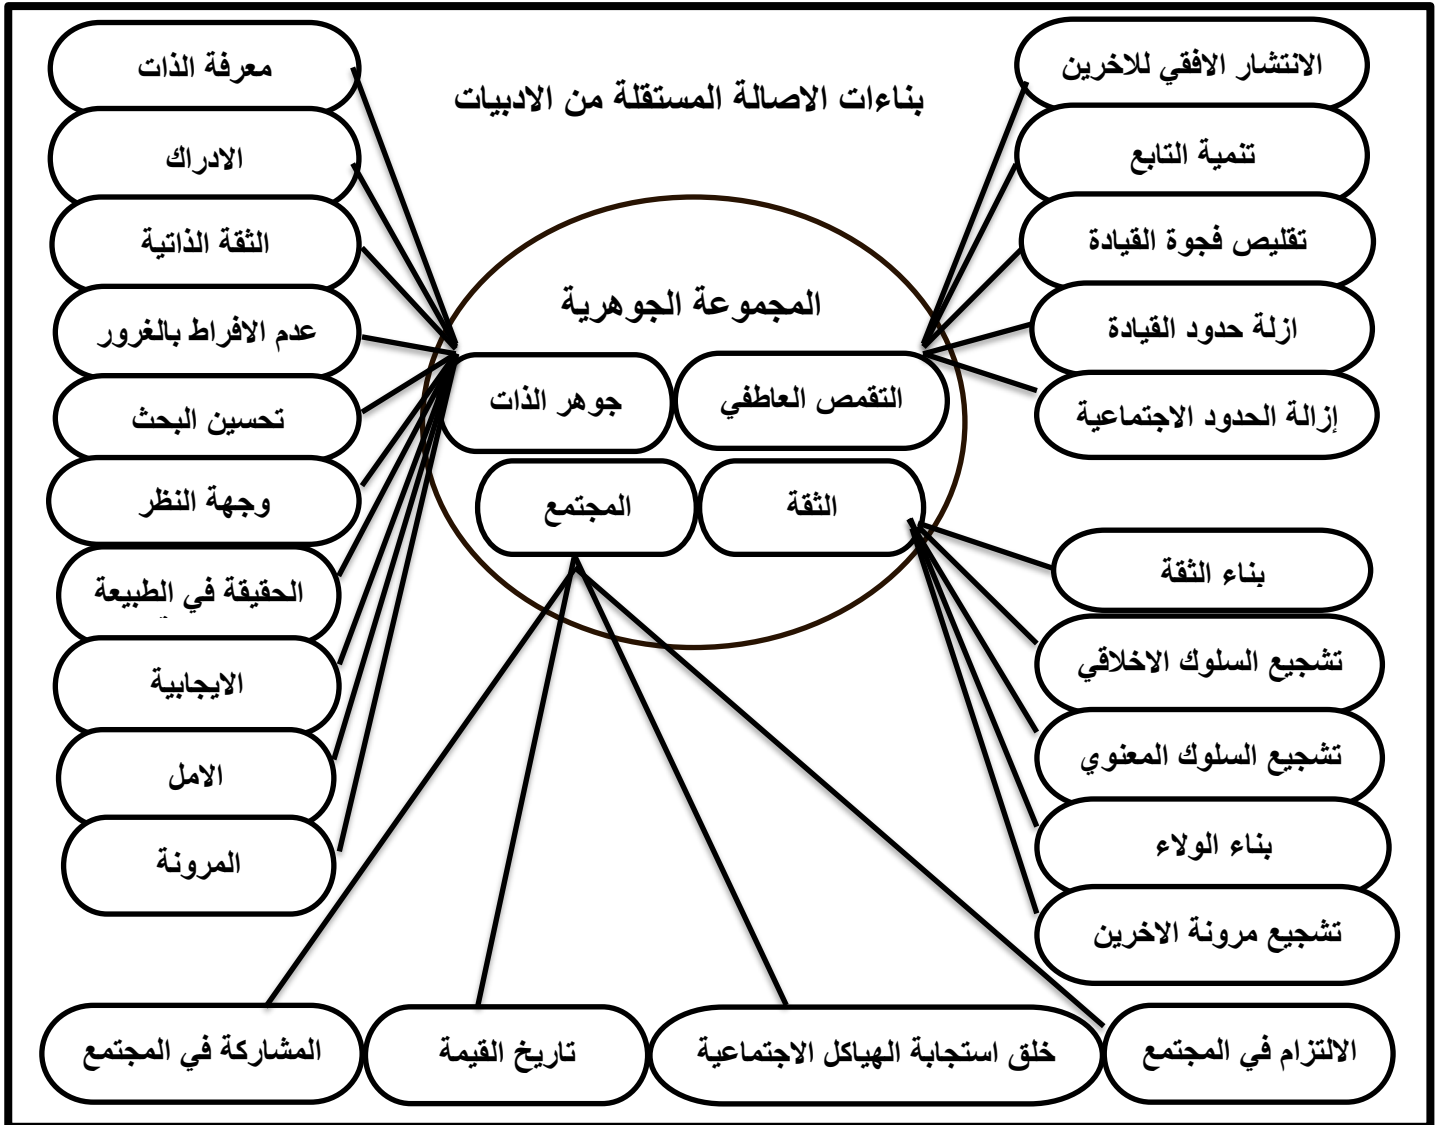 بناءات الاصالة المستقلة من الادبيات
الانتشار الافقي للاخرين
تنمية التابع
تقليص فجوة القيادة
ازلة حدود القيادة
إزالة الحدود الاجتماعية
معرفة الذات
الادراك
الثقة الذاتية
عدم الافراط بالغرور
تحسين البحث
وجهة النظر
الحقيقة في الطبيعة
الايجابية
الامل
المرونة
المجموعة الجوهرية
التقمص العاطفي
جوهر الذات
الثقة
المجتمع
بناء الثقة
تشجيع السلوك الاخلاقي
تشجيع السلوك المعنوي
بناء الولاء
تشجيع مرونة الاخرين
الالتزام في المجتمع
خلق استجابة الهياكل الاجتماعية
تاريخ القيمة
المشاركة في المجتمع